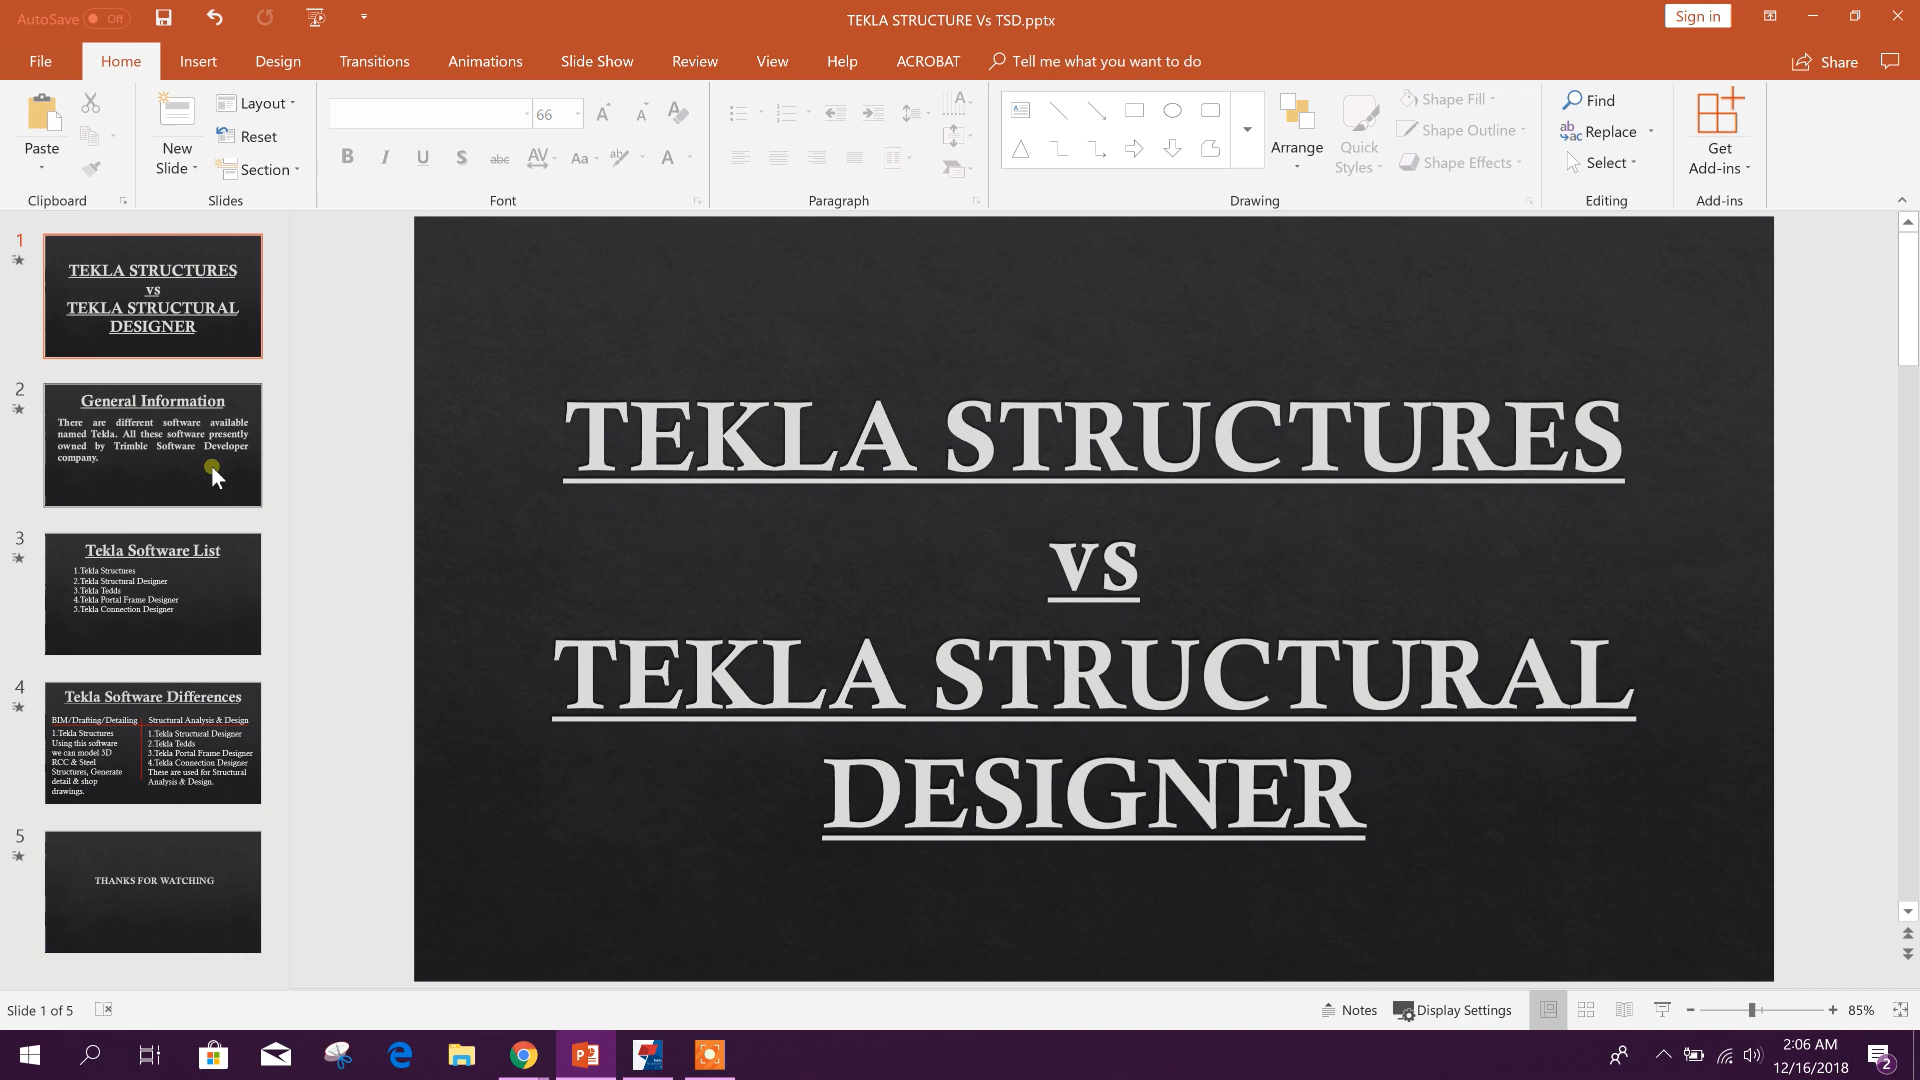 AutoSave Off
TEKLA STRUCTURE Vs TSD.pptx
Sign in
File Home Insert Design Transitions Animations Slide Show Review View Help ACROBAT Tell me what you want to do
Share
Paste
Clipboard
New
Slide
Layout
Reset
Section
Slides
66
B I U S abc AV Aa A
Font
Paragraph
Arrange
Quick
Styles
Shape Fill
Shape Outline
Shape Effects
Drawing
Find
Replace
Select
Editing
Get
Add-ins
Add-ins
1
TEKLA STRUCTURES
vs
TEKLA STRUCTURAL
DESIGNER
2
General Information
There are different software available
named Tekla. All these software presently
owned by Trimble Software Developer
company.
3
Tekla Software List
1.Tekla Structures
2.Tekla Structural Designer
3.Tekla Tedds
4.Tekla Portal Frame Designer
5.Tekla Connection Designer
4
Tekla Software Differences
BIM/Drafting/Detailing
1.Tekla Structures
Using this software
we can model 3D
RCC & Steel
Structures, Generate
detail & shop
drawings.
Structural Analysis & Design
1.Tekla Structural Designer
2.Tekla Tedds
3.Tekla Portal Frame Designer
4.Tekla Connection Designer
These are used for Structural
Analysis & Design.
5
THANKS FOR WATCHING
TEKLA STRUCTURES
vs
TEKLA STRUCTURAL
DESIGNER
Slide 1 of 5
Notes
Display Settings
85%
2:06 AM
12/16/2018
2